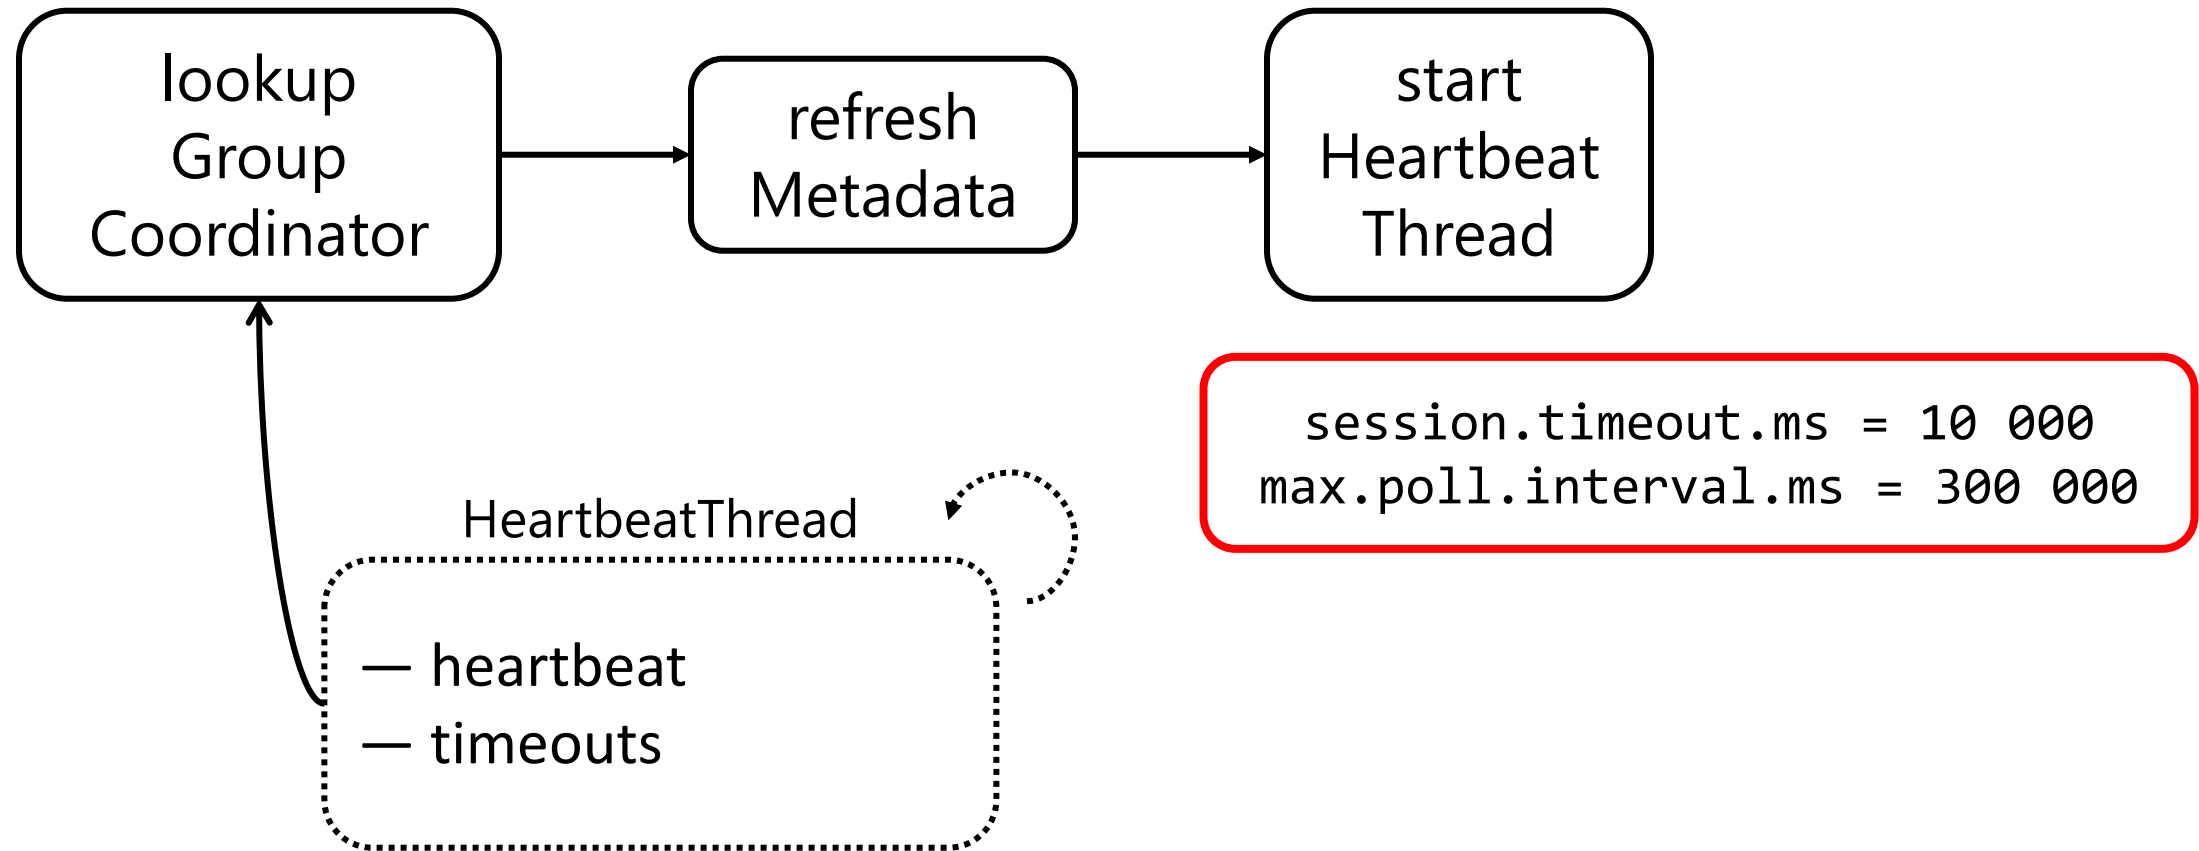 lookup
Group
Coordinator
refresh
Metadata
start
Heartbeat
Thread
session.timeout.ms = 10 000
max.poll.interval.ms = 300 000
HeartbeatThread
— heartbeat
— timeouts